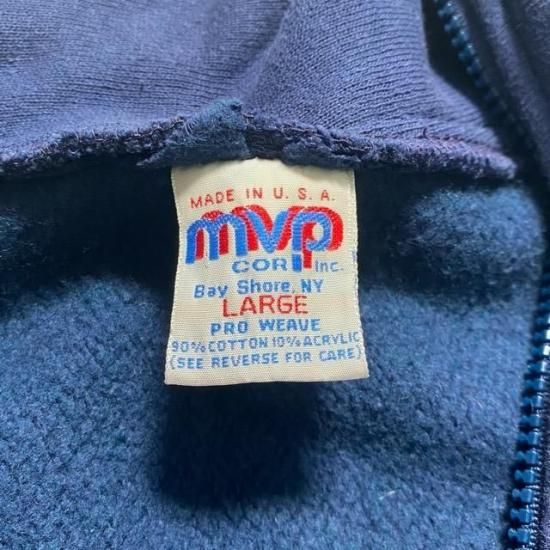 MADE IN U.S.A.
mvp
CORP Inc.
Bay Shore, NY
LARGE
PRO WEAVE
90% COTTON 10% ACRYLIC
(SEE REVERSE FOR CARE)